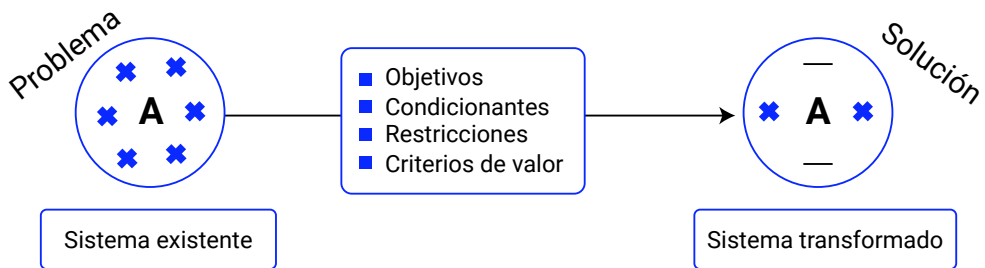 Problema
A
Sistema existente
Objetivos
Condicionantes
Restricciones
Criterios de valor
Solución
A
Sistema transformado